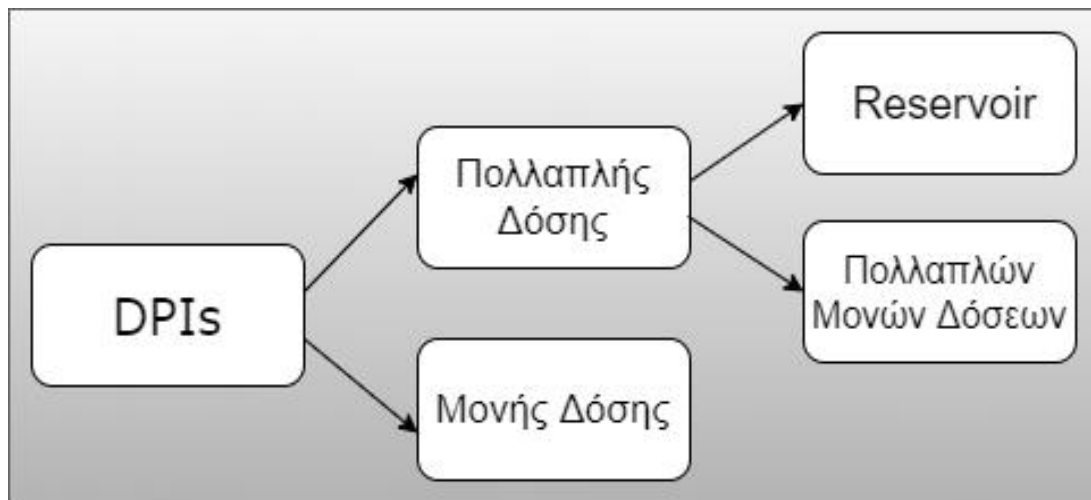 DPIs
Πολλαπλής
Δόσης
Μονής Δόσης
Reservoir
Πολλαπλών
Μονών Δόσεων